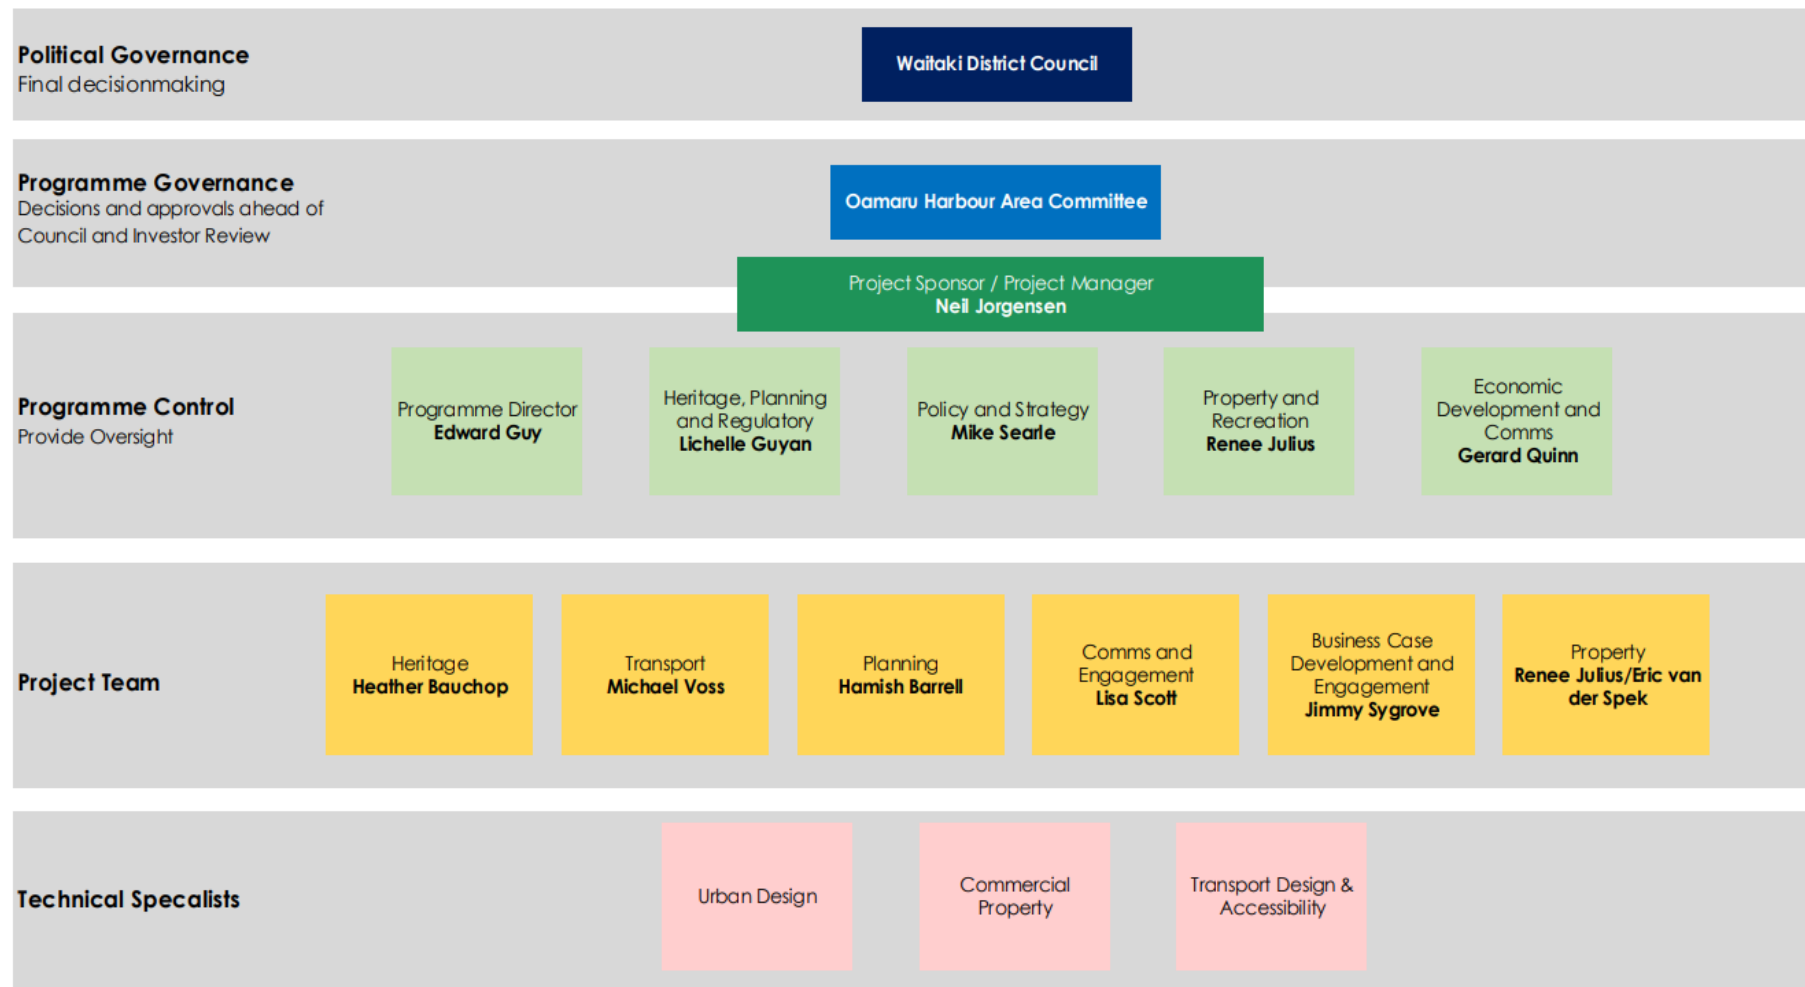 Political Governance
Final decisionmaking
Waitaki District Council
Programme Governance
Decisions and approvals ahead of
Council and Investor Review
Oamaru Harbour Area Committee
Project Sponsor / Project Manager
Neil Jorgensen
Programme Control
Provide Oversight
Programme Director
Edward Guy
Heritage, Planning
and Regulatory
Lichelle Guyan
Policy and Strategy
Mike Searle
Property and
Recreation
Renee Julius
Economic
Development and
Comms
Gerard Quinn
Project Team
Heritage
Heather Bauchop
Transport
Michael Voss
Planning
Hamish Barrell
Comms and
Engagement
Lisa Scott
Business Case
Development and
Engagement
Jimmy Sygrove
Property
Renee Julius/Eric van
der Spek
Technical Specalists
Urban Design
Commercial
Property
Transport Design &
Accessibility